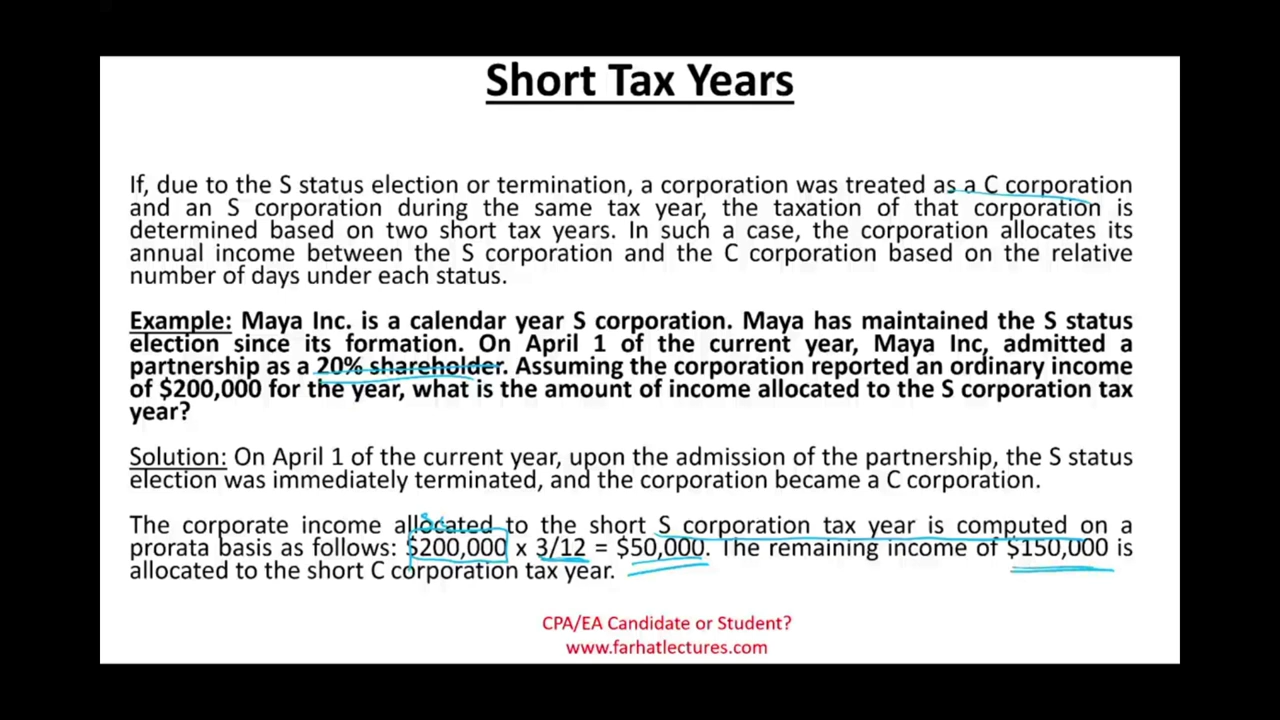 Short Tax Years
If, due to the S status election or termination, a corporation was treated as a C corporation
and an S corporation during the same tax year, the taxation of that corporation is
determined based on two short tax years. In such a case, the corporation allocates its
annual income between the S corporation and the C corporation based on the relative
number of days under each status.
Example: Maya Inc. is a calendar year S corporation. Maya has maintained the S status
election since its formation. On April 1 of the current year, Maya Inc, admitted a
partnership as a 20% shareholder. Assuming the corporation reported an ordinary income
of $200,000 for the year, what is the amount of income allocated to the S corporation tax
year?
Solution: On April 1 of the current year, upon the admission of the partnership, the S status
election was immediately terminated, and the corporation became a C corporation.
The corporate income allocated to the short S corporation tax year is computed on a
prorata basis as follows: $200,000 x 3/12 = $50,000. The remaining income of $150,000 is
allocated to the short C corporation tax year.
CPA/EA Candidate or Student?
www.farhatlectures.com